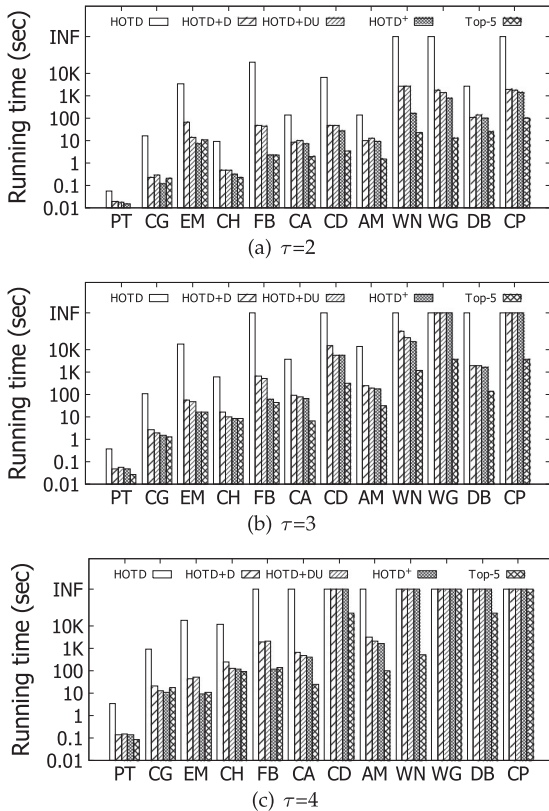 HOTD HOTD+D HOTD+DU HOTD+ Top-5
Running time (sec)
INF
10K
1K
100
10
1
0.1
0.01
PT CG EM CH FB CA CD AM WN WG DB CP
(a) τ=2
HOTD HOTD+D HOTD+DU HOTD+ Top-5
Running time (sec)
INF
10K
1K
100
10
1
0.1
0.01
PT CG EM CH FB CA CD AM WN WG DB CP
(b) τ=3
HOTD HOTD+D HOTD+DU HOTD+ Top-5
Running time (sec)
INF
10K
1K
100
10
1
0.1
0.01
PT CG EM CH FB CA CD AM WN WG DB CP
(c) τ=4